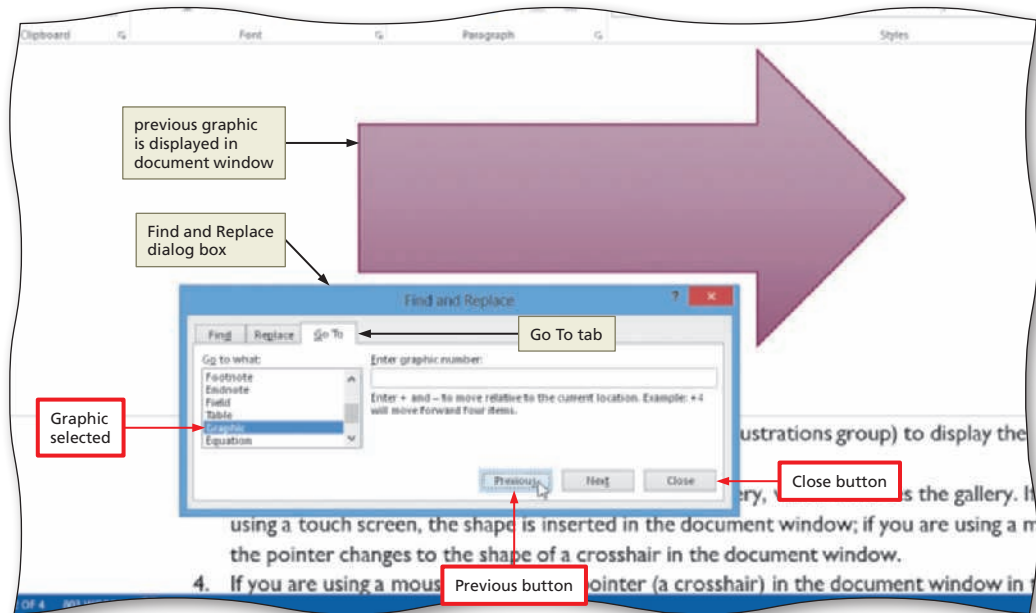 Clipboard
Font
Paragraph
Styles
previous graphic
is displayed in
document window
Find and Replace
dialog box
Find and Replace
?
Find
Replace
Go To
Go To tab
Go to what:
Footnote
Endnote
Field
Table
Graphic
Equation
Enter graphic number:
Enter + and – to move relative to the current location. Example: +4
will move forward four items.
Graphic
selected
Previous
Next
Close
Close button
Previous button
ustrations group) to display the
ery,
es the gallery. I
using a touch screen, the shape is inserted in the document window; if you are using a m
the pointer changes to the shape of a crosshair in the document window.
4. If you are using a mous pointer (a crosshair) in the document window in
OF 4